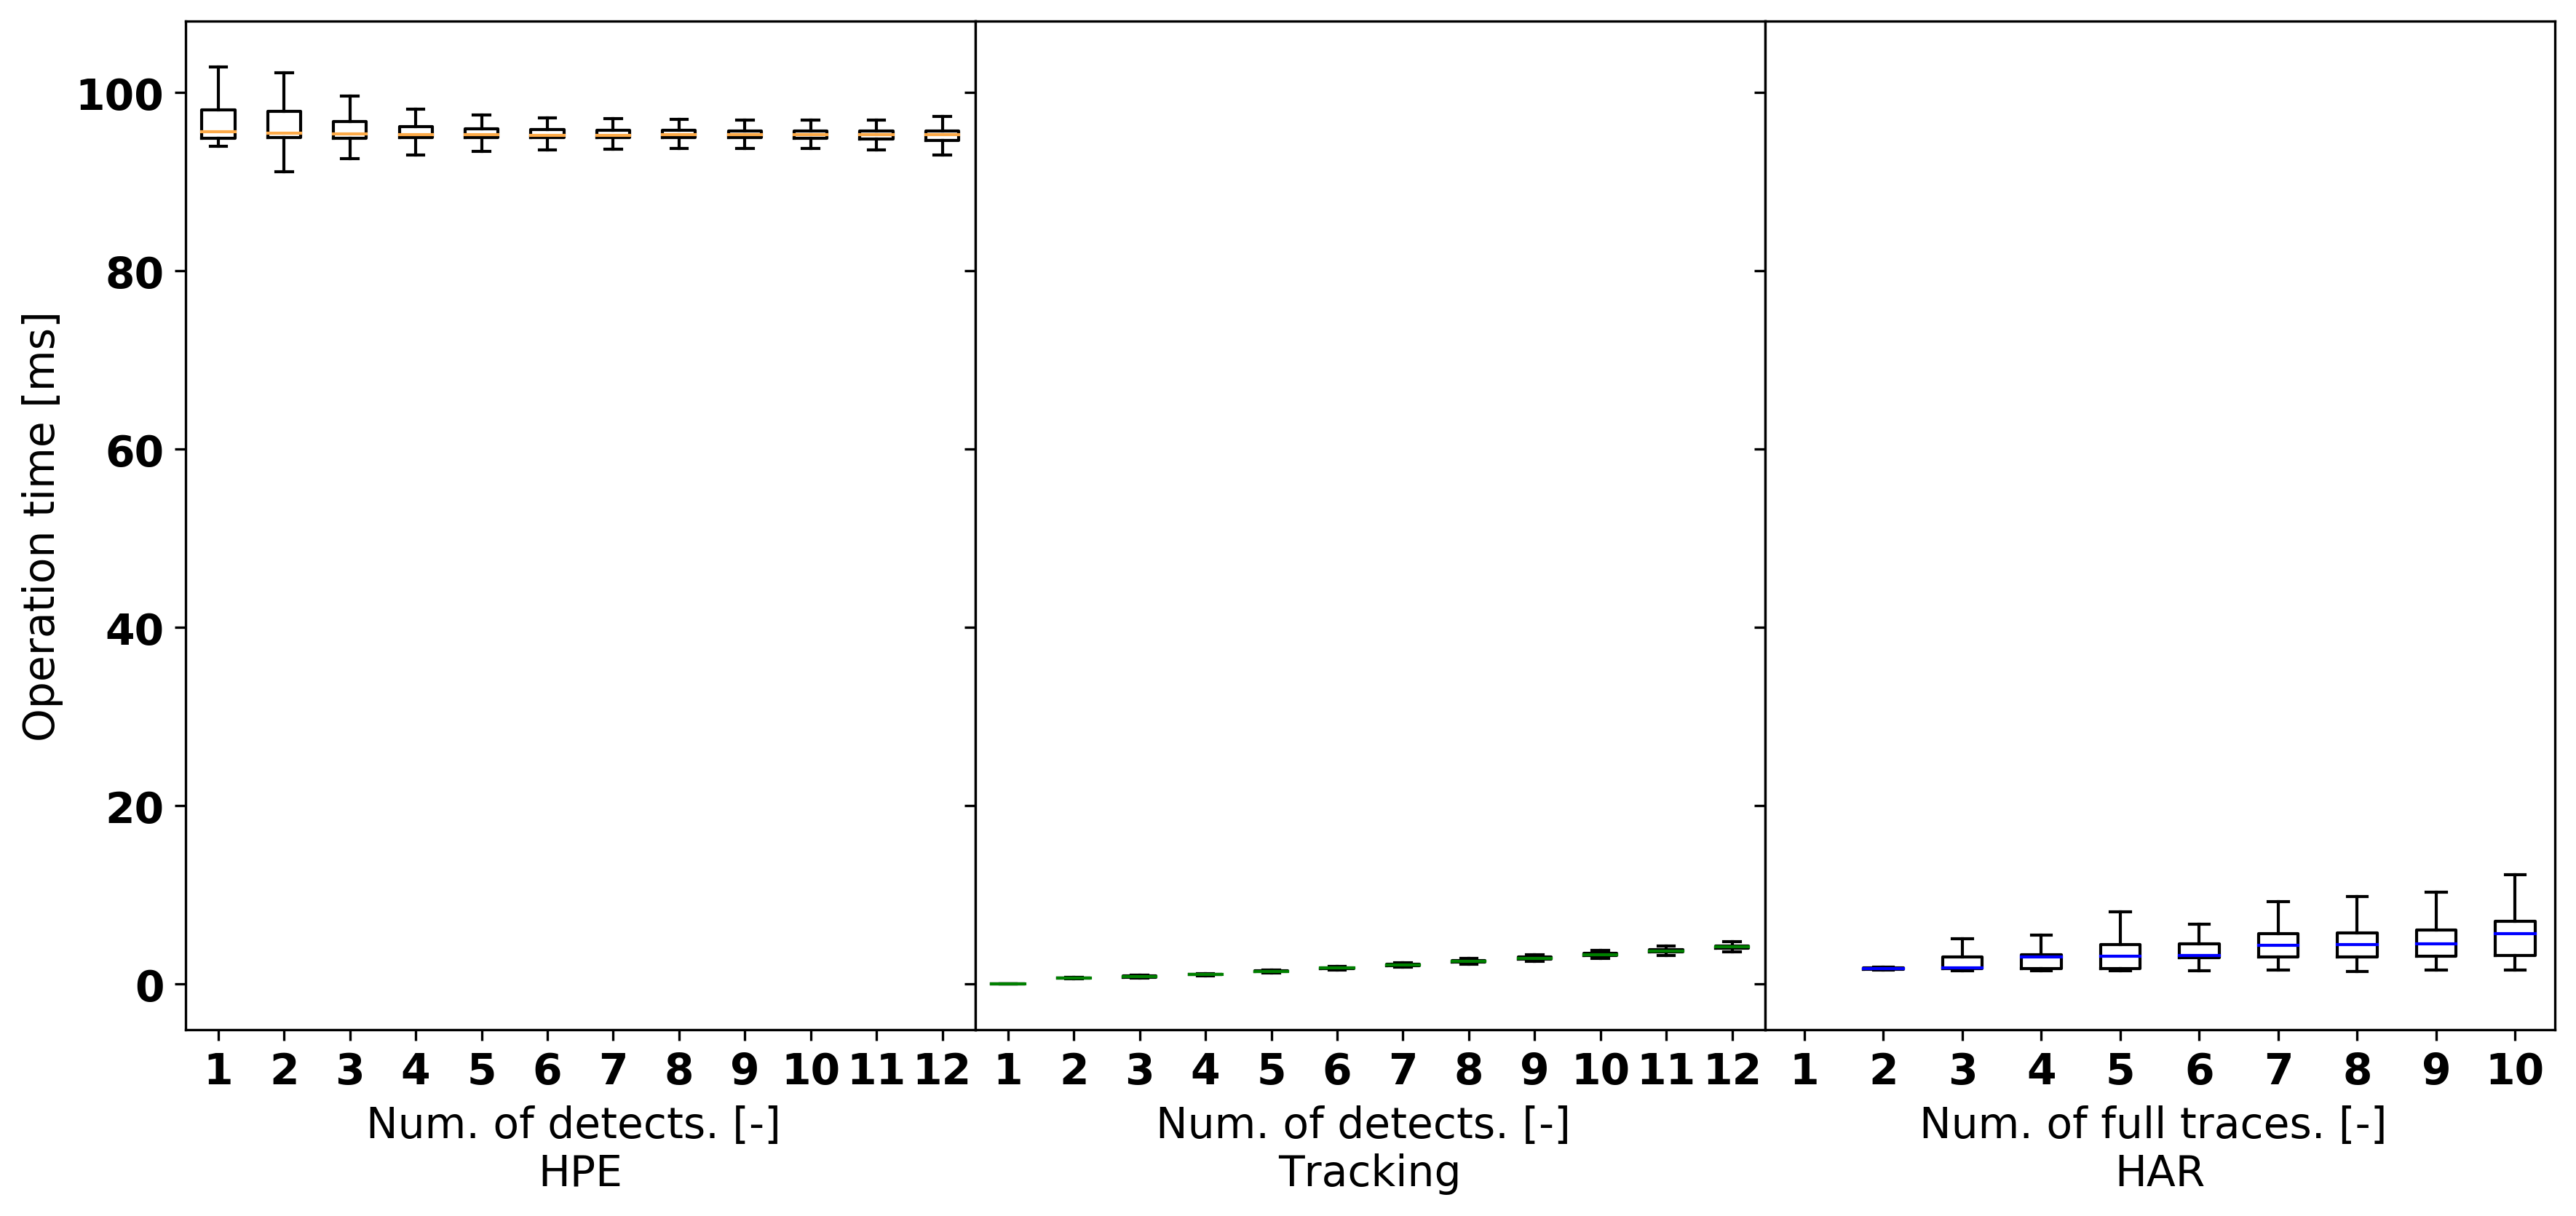 Operation time [ms]
100
80
60
40
20
0
1 2 3 4 5 6 7 8 9 10 11 12
Num. of detects. [-]
HPE
1 2 3 4 5 6 7 8 9 10 11 12
Num. of detects. [-]
Tracking
1 2 3 4 5 6 7 8 9 10
Num. of full traces. [-]
HAR